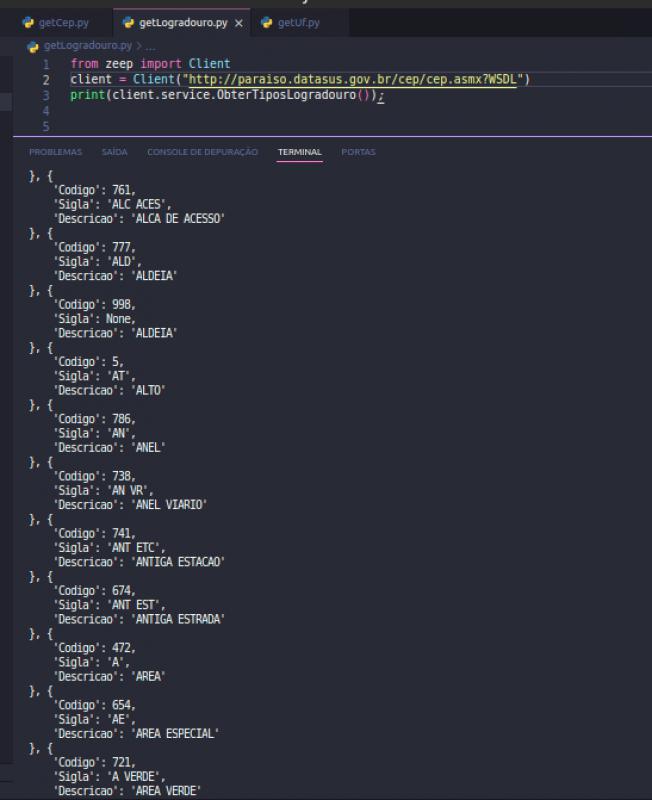 getCep.py getLogradouro.py × getUf.py
getLogradouro.py > ...
1 from zeep import Client
2 client = Client("http://paraiso.datasus.gov.br/cep/cep.asmx?WSDL")
3 print(client.service.ObterTiposLogradouro());
4
5
PROBLEMAS SAÍDA CONSOLE DE DEPURAÇÃO TERMINAL PORTAS
}, {
'Codigo': 761,
'Sigla': 'ALC ACES',
'Descricao': 'ALCA DE ACESSO'
}, {
'Codigo': 777,
'Sigla': 'ALD',
'Descricao': 'ALDEIA'
}, {
'Codigo': 998,
'Sigla': None,
'Descricao': 'ALDEIA'
}, {
'Codigo': 5,
'Sigla': 'AT',
'Descricao': 'ALTO'
}, {
'Codigo': 786,
'Sigla': 'AN',
'Descricao': 'ANEL'
}, {
'Codigo': 738,
'Sigla': 'AN VR',
'Descricao': 'ANEL VIARIO'
}, {
'Codigo': 741,
'Sigla': 'ANT ETC',
'Descricao': 'ANTIGA ESTACAO'
}, {
'Codigo': 674,
'Sigla': 'ANT EST',
'Descricao': 'ANTIGA ESTRADA'
}, {
'Codigo': 472,
'Sigla': 'A',
'Descricao': 'AREA'
}, {
'Codigo': 654,
'Sigla': 'AE',
'Descricao': 'AREA ESPECIAL'
}, {
'Codigo': 721,
'Sigla': 'A VERDE',
'Descricao': 'AREA VERDE'